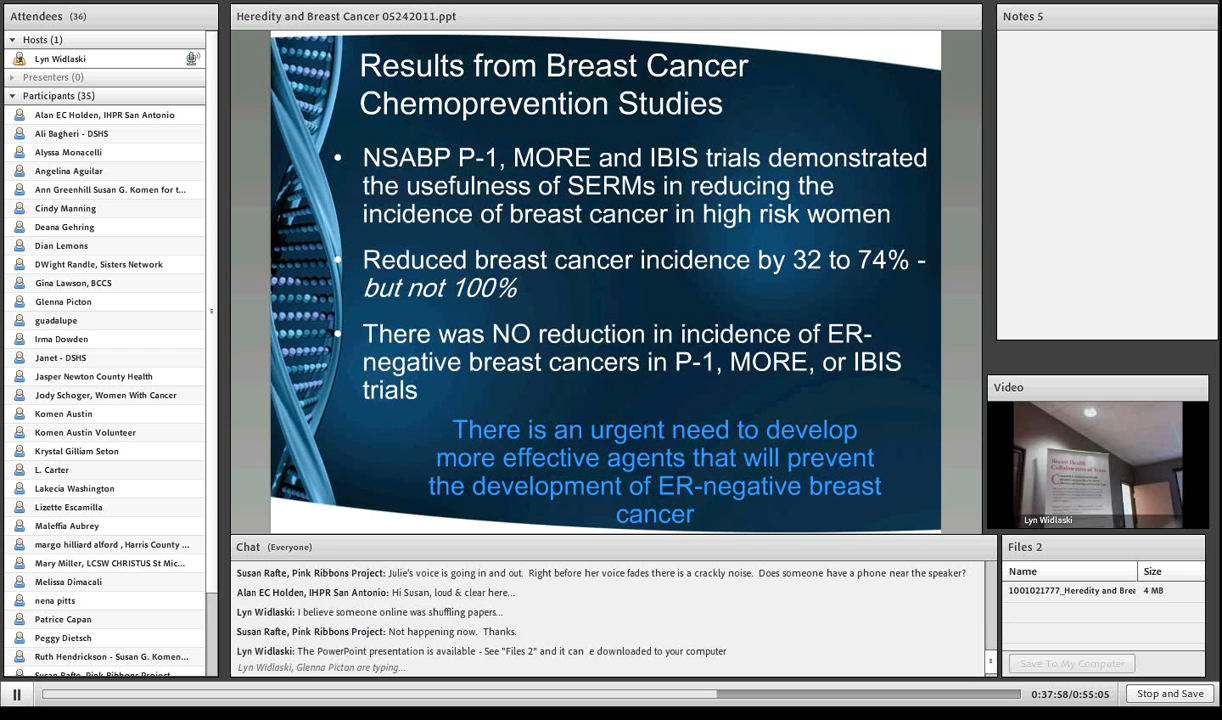 Attendees (36)
Hosts (1)
Lyn Widlaski
Presenters (0)
Participants (35)
Alan EC Holden, IHPR San Antonio
Ali Bagheri - DSHS
Alyssa Monacelli
Angelina Aguilar
Ann Greenhill Susan G. Komen for t...
Cindy Manning
Deana Gehring
Dian Lemons
DWight Randle, Sisters Network
Gina Lawson, BCCS
Glenna Picton
guadalupe
Irma Dowden
Janet - DSHS
Jasper Newton County Health
Jody Schoger, Women With Cancer
Komen Austin
Komen Austin Volunteer
Krystal Gilliam Seton
L. Carter
Lakecia Washington
Lizette Escamilla
Maleffia Aubrey
margo hilliard alford , Harris County ...
Mary Miller, LCSW CHRISTUS St Mic...
Melissa Dimacali
nena pitts
Patrice Capan
Peggy Dietsch
Ruth Hendrickson - Susan G. Komen...
Susan Rafte, Pink Ribbons Project
Heredity and Breast Cancer 05242011.ppt
Results from Breast Cancer
Chemoprevention Studies
• NSABP P-1, MORE and IBIS trials demonstrated
the usefulness of SERMs in reducing the
incidence of breast cancer in high risk women
• Reduced breast cancer incidence by 32 to 74% -
but not 100%
• There was NO reduction in incidence of ER-
negative breast cancers in P-1, MORE, or IBIS
trials
There is an urgent need to develop
more effective agents that will prevent
the development of ER-negative breast
cancer
Chat (Everyone)
Susan Rafte, Pink Ribbons Project: Julie's voice is going in and out. Right before her voice fades there is a crackly noise. Does someone have a phone near the speaker?
Alan EC Holden, IHPR San Antonio: Hi Susan, loud & clear here...
Lyn Widlaski: I believe someone online was shuffling papers...
Susan Rafte, Pink Ribbons Project: Not happening now. Thanks.
Lyn Widlaski: The PowerPoint presentation is available - See "Files 2" and it can e downloaded to your computer
Lyn Widlaski, Glenna Picton are typing...
Notes 5
Video
Breast Health
Collaborative of Texas
Lyn Widlaski
Files 2
Name Size
1001021777_Heredity and Brea 4 MB
Save To My Computer
0:37:58/0:55:05
Stop and Save